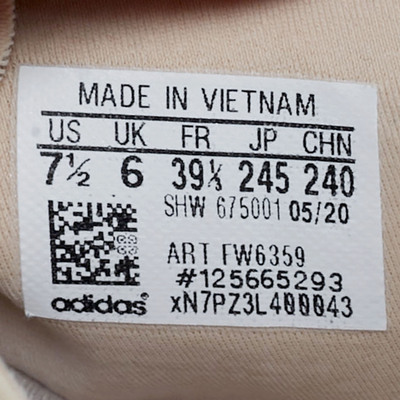 MADE IN VIETNAM
US UK FR JP CHN
7½ 6 39⅓ 245 240
SHW 675001 05/20
ART FW6359
#125665293
adidas xN7PZ3L400043